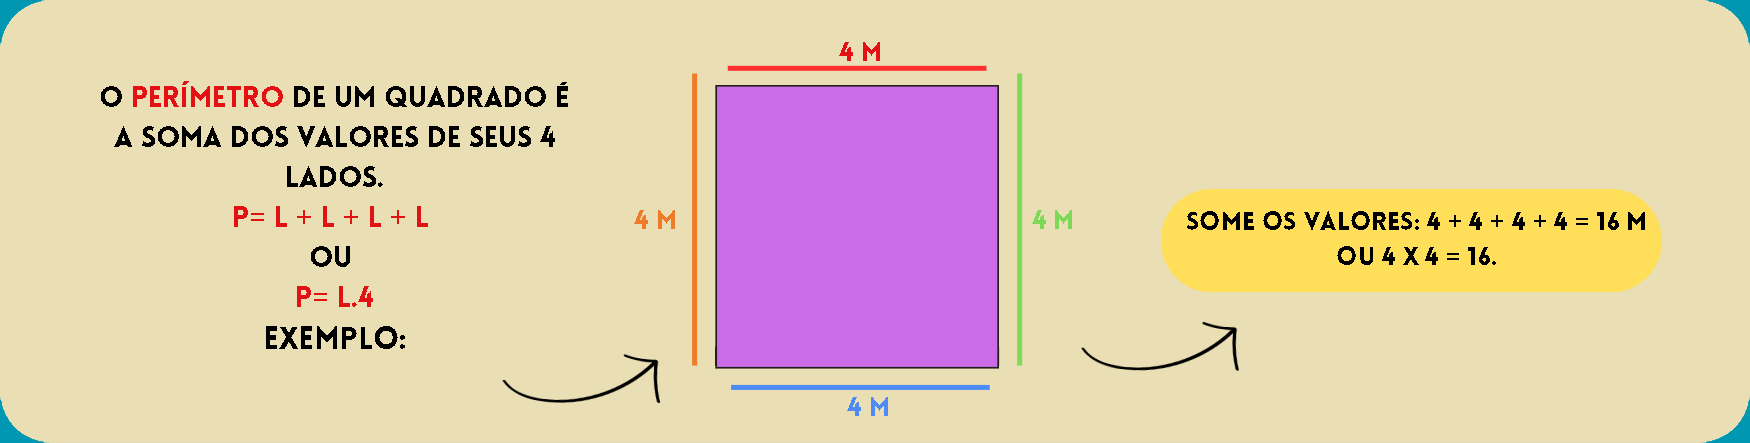 O PERÍMETRO DE UM QUADRADO É
A SOMA DOS VALORES DE SEUS 4
LADOS.
P= L + L + L + L
OU
P= L.4
EXEMPLO:
4 M
4 M
4 M
4 M
SOME OS VALORES: 4 + 4 + 4 + 4 = 16 M
OU 4 X 4 = 16.